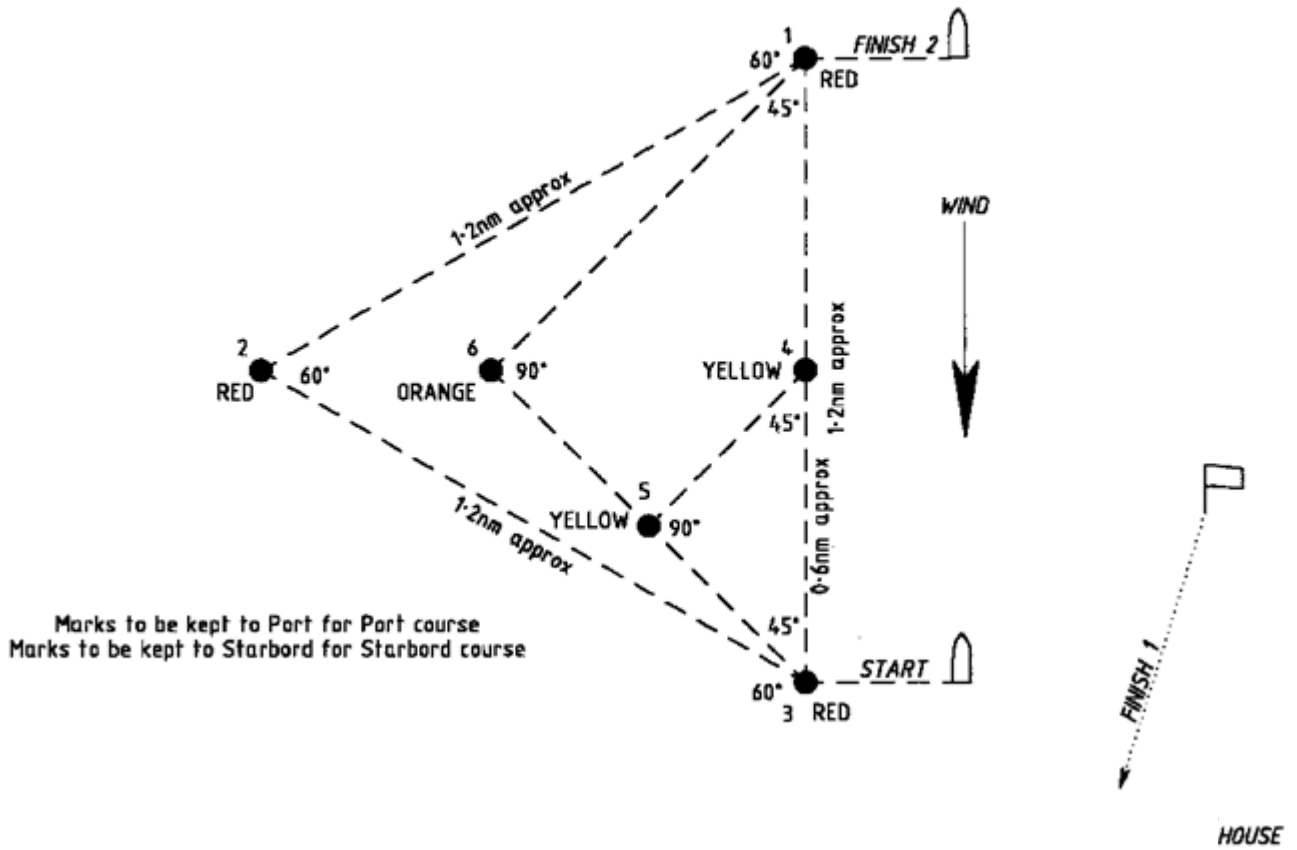 1
FINISH 2
60°
RED
45°
1·2nm approx
WIND
2
6
4
60°
90°
YELLOW
RED
ORANGE
1·2nm approx
45°
5
YELLOW
90°
0·6nm approx
1·2nm approx
Marks to be kept to Port for Port course
Marks to be kept to Starbord for Starbord course
45°
START
60°
3
RED
FINISH 1
HOUSE